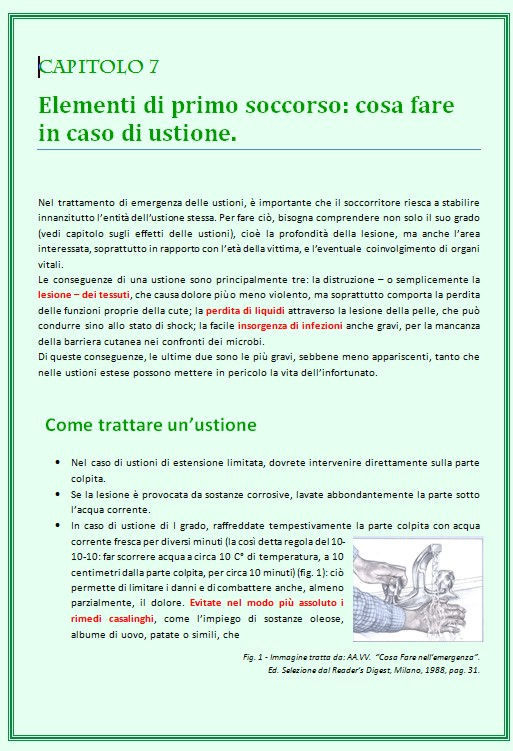 CAPITOLO 7
Elementi di primo soccorso: cosa fare
in caso di ustione.
Nel trattamento di emergenza delle ustioni, è importante che il soccorritore riesca a stabilire
innanzitutto l'entità dell'ustione stessa. Per fare ciò, bisogna comprendere non solo il suo grado
(vedi capitolo sugli effetti delle ustioni), cioè la profondità della lesione, ma anche l'area
interessata, soprattutto in rapporto con l'età della vittima, e l'eventuale coinvolgimento di organi
vitali.
Le conseguenze di una ustione sono principalmente tre: la distruzione – o semplicemente la
lesione – dei tessuti, che causa dolore più o meno violento, ma soprattutto comporta la perdita
delle funzioni proprie della cute; la perdita di liquidi attraverso la lesione della pelle, che può
condurre sino allo stato di shock; la facile insorgenza di infezioni anche gravi, per la mancanza
della barriera cutanea nei confronti dei microbi.
Di queste conseguenze, le ultime due sono le più gravi, sebbene meno appariscenti, tanto che
nelle ustioni estese possono mettere in pericolo la vita dell'infortunato.
Come trattare un'ustione
• Nel caso di ustioni di estensione limitata, dovrete intervenire direttamente sulla parte
colpita.
• Se la lesione è provocata da sostanze corrosive, lavate abbondantemente la parte sotto
l'acqua corrente.
• In caso di ustione di I grado, raffreddate tempestivamente la parte colpita con acqua
corrente fresca per diversi minuti (la così detta regola del 10-
10-10: far scorrere acqua a circa 10 C° di temperatura, a 10
centimetri dalla parte colpita, per circa 10 minuti) (fig. 1): ciò
permette di limitare i danni e di combattere anche, almeno
parzialmente, il dolore. Evitate nel modo più assoluto i
rimedi casalinghi, come l'impiego di sostanze oleose,
albume di uovo, patate o simili, che
Fig. 1 - Immagine tratta da: AA.VV. "Cosa Fare nell'emergenza".
Ed. Selezione dal Reader's Digest, Milano, 1988, pag. 31.